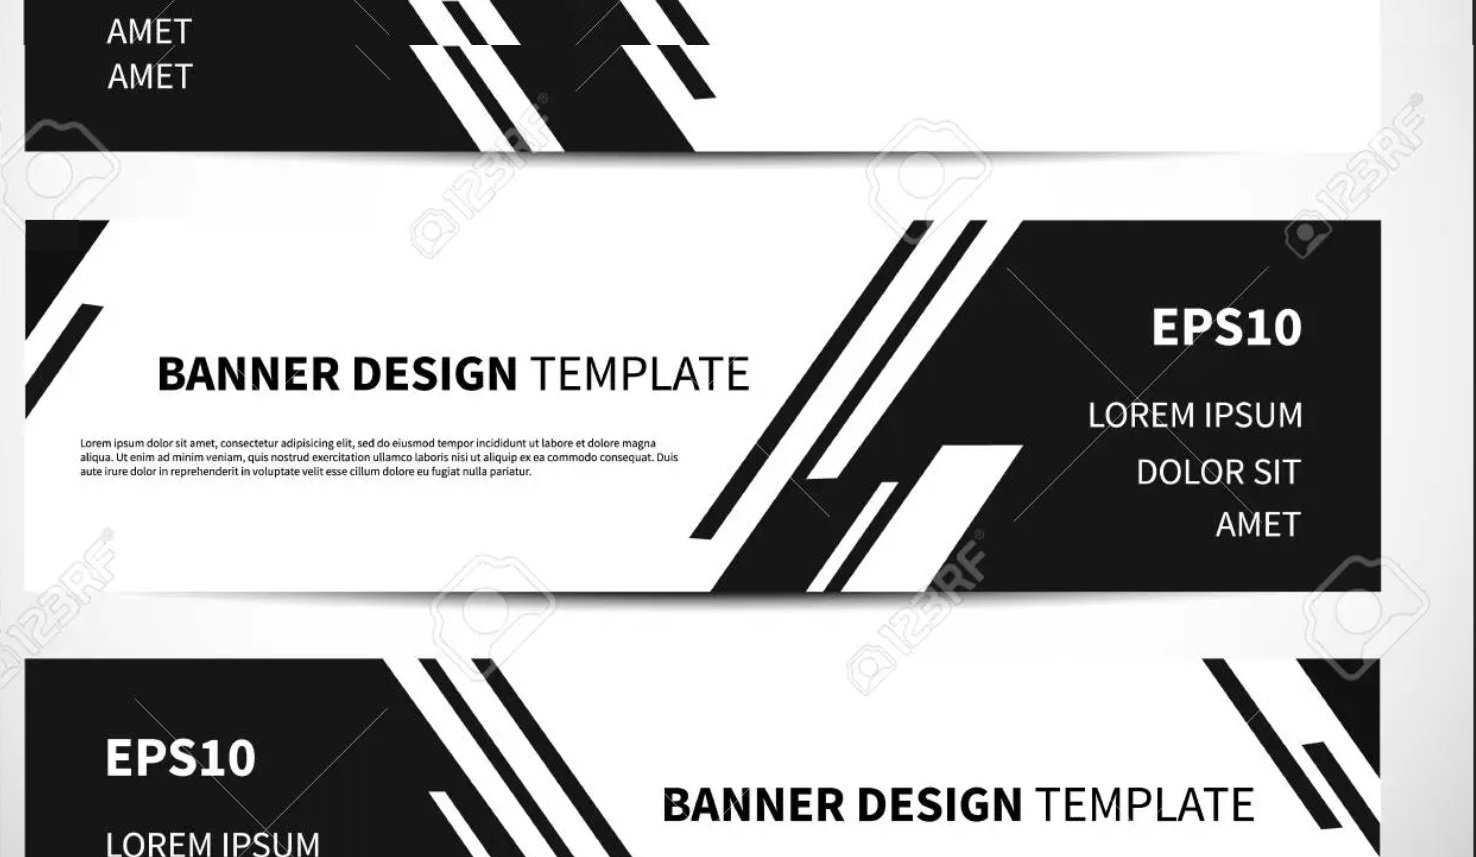 AMET
AMET
BANNER DESIGN TEMPLATE
Lorem ipsum dolor sit amet, consectetur adipisicing elit, sed do eiusmod tempor incididunt ut labore et dolore magna
aliqua. Ut enim ad minim veniam, quis nostrud exercitation ullamco laboris nisi ut aliquip ex ea commodo consequat. Duis
aute irure dolor in reprehenderit in voluptate velit esse cillum dolore eu fugiat nulla pariatur.
EPS10
LOREM IPSUM
DOLOR SIT
AMET
EPS10
LOREM IPSUM
BANNER DESIGN TEMPLATE
123RF®
123RF®
123RF
123RF®